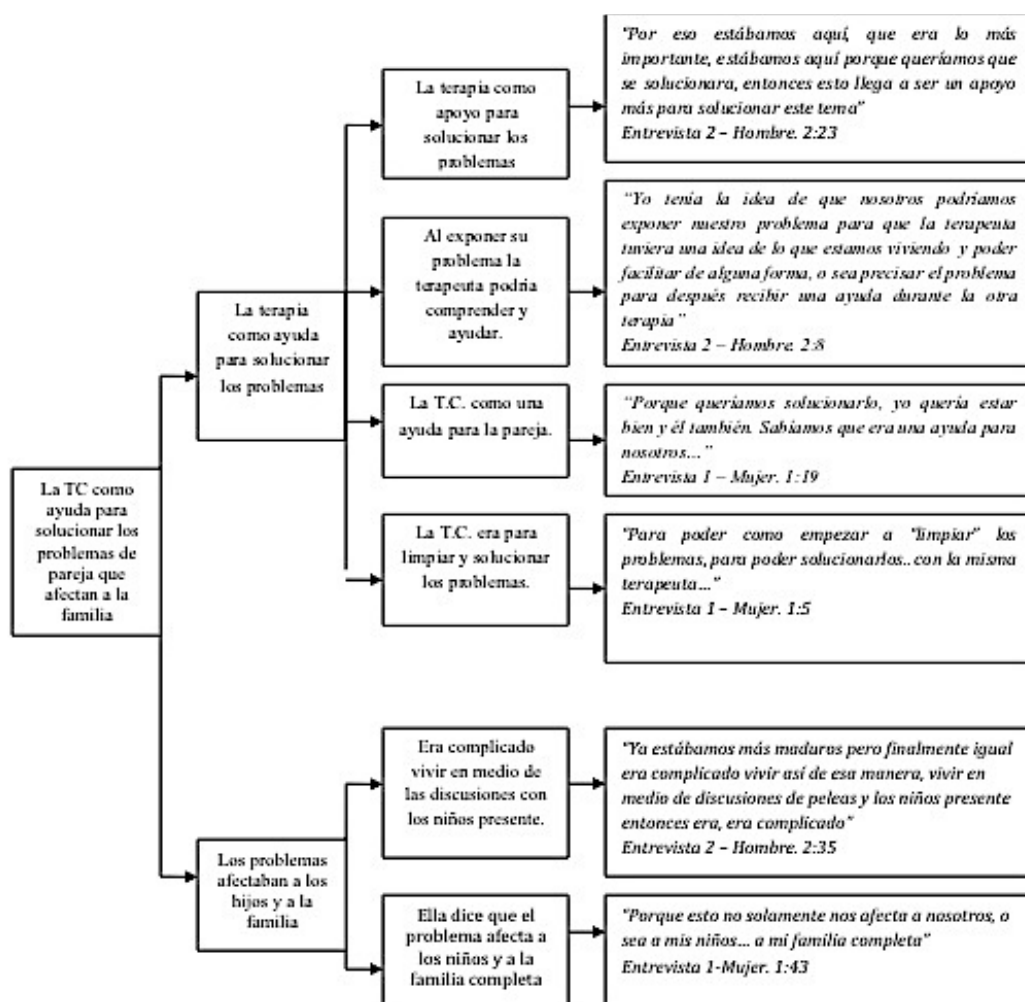 La TC como
ayuda para
solucionar los
problemas de
pareja que
afectan a la
familia
La terapia
como ayuda
para solucionar
los problemas
La terapia como
apoyo para
solucionar los
problemas
"Por eso estábamos aquí, que era lo más
importante, estábamos aquí porque queríamos que
se solucionara, entonces esto llega a ser un apoyo
más para solucionar este tema"
Entrevista 2 – Hombre. 2:23
Al exponer su
problema la
terapeuta podría
comprender y
ayudar.
"Yo tenía la idea de que nosotros podríamos
exponer nuestro problema para que la terapeuta
tuviera una idea de lo que estamos viviendo y poder
facilitar de alguna forma, o sea precisar el problema
para después recibir una ayuda durante la otra
terapia"
Entrevista 2 – Hombre. 2:8
La T.C. como una
ayuda para la pareja.
"Porque queríamos solucionarlo, yo quería estar
bien y él también. Sabíamos que era una ayuda para
nosotros..."
Entrevista 1 – Mujer. 1:19
La T.C. era para
limpiar y solucionar
los problemas.
"Para poder como empezar a "limpiar" los
problemas, para poder solucionarlos.. con la misma
terapeuta..."
Entrevista 1 – Mujer. 1:5
Los problemas
afectaban a los
hijos y a la
familia
Era complicado
vivir en medio de
las discusiones con
los niños presente.
"Ya estábamos más maduros pero finalmente igual
era complicado vivir así de esa manera, vivir en
medio de discusiones de peleas y los niños presente
entonces era, era complicado"
Entrevista 2 – Hombre. 2:35
Ella dice que el
problema afecta a
los niños y a la
familia completa
"Porque esto no solamente nos afecta a nosotros, o
sea a mis niños... a mi familia completa"
Entrevista 1-Mujer. 1:43